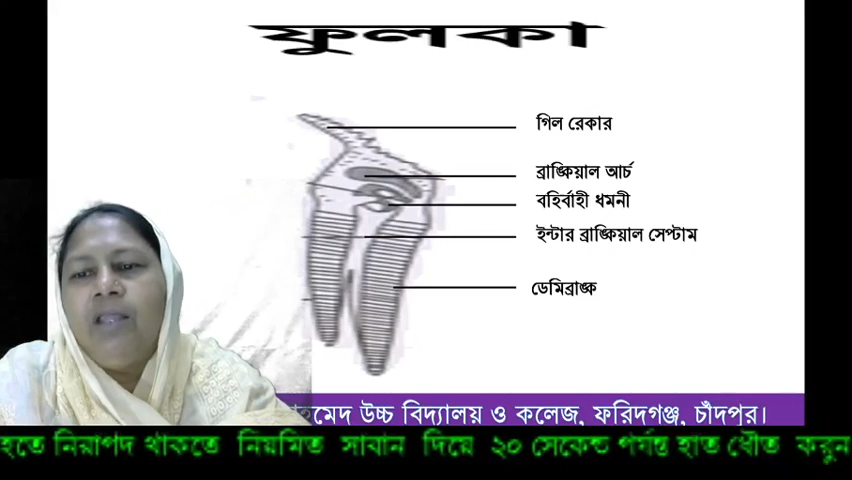 ফুলকা
গিল রেকার
ব্রাঙ্কিয়াল আর্চ
বহির্বাহী ধমনী
ইন্টার ব্রাঙ্কিয়াল সেপ্টাম
ডেমিব্রাঙ্ক
উচ্চ বিদ্যালয় ও কলেজ, ফরিদগঞ্জ, চাঁদপুর।
হতে নিরাপদ থাকতে নিয়মিত সাবান দিয়ে ২০ সেকেন্ড পর্যন্ত হাত ধৌত করুন